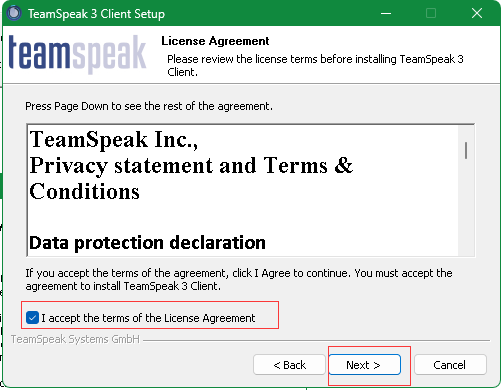 TeamSpeak 3 Client Setup
teamspeak
License Agreement
Please review the license terms before installing TeamSpeak 3
Client.
Press Page Down to see the rest of the agreement.
TeamSpeak Inc.,
Privacy statement and Terms &
Conditions
Data protection declaration
If you accept the terms of the agreement, click I Agree to continue. You must accept the
agreement to install TeamSpeak 3 Client.
I accept the terms of the License Agreement
TeamSpeak Systems GmbH
< Back
Next >
Cancel